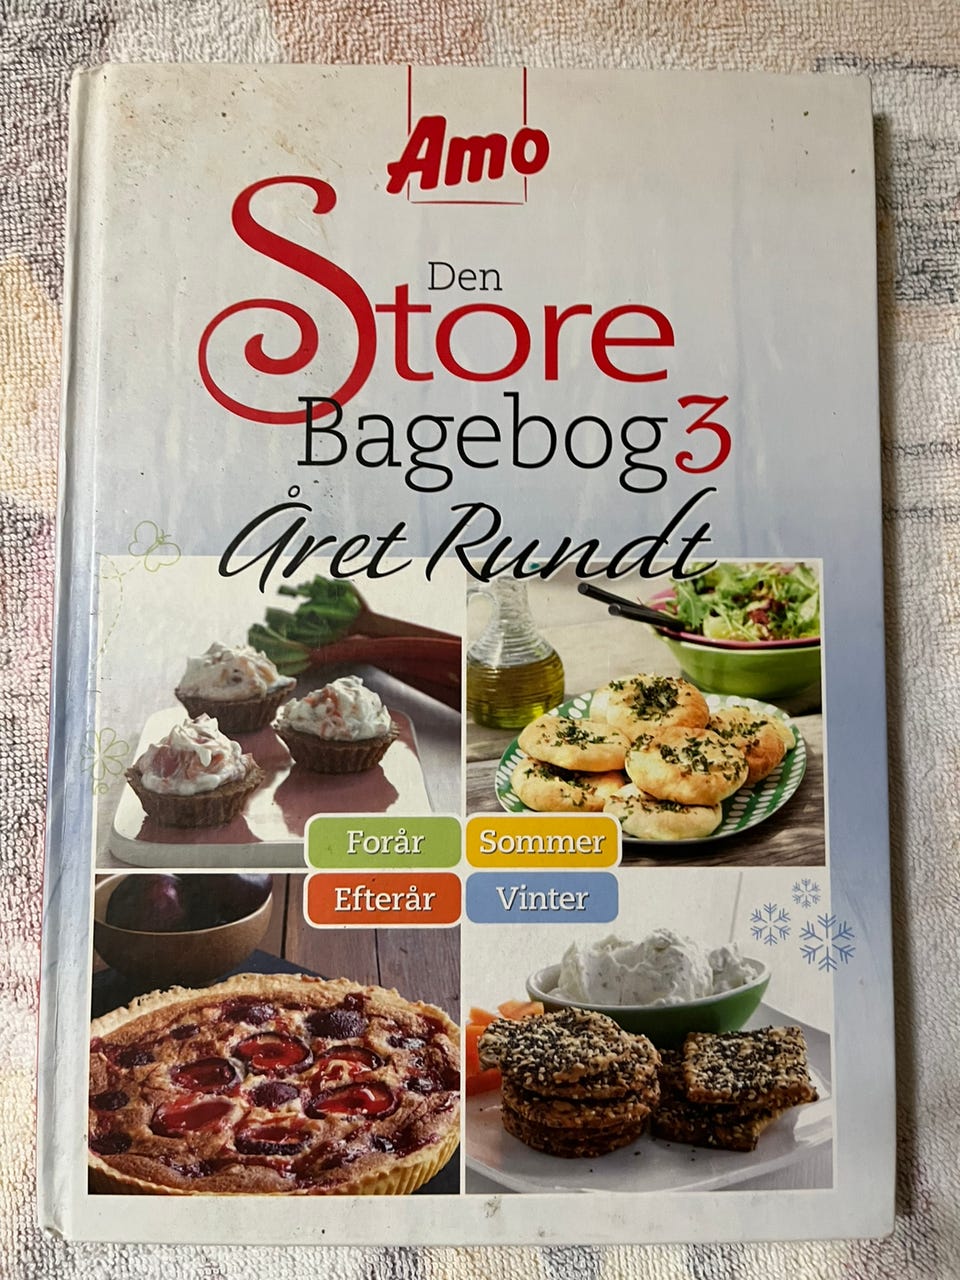 Amo
Den
Store
Bagebog 3
Året Rundt
Forår
Sommer
Efterår
Vinter